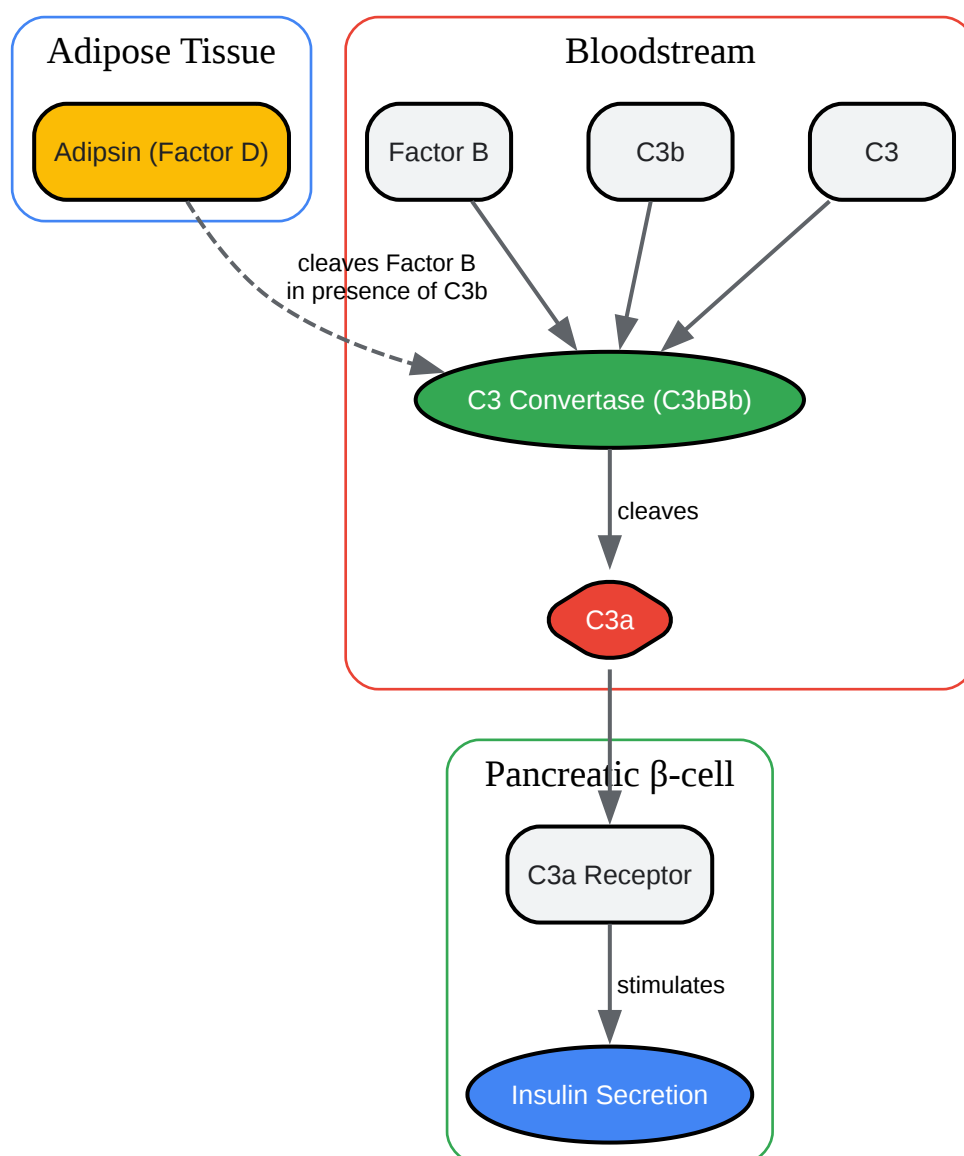 Adipose Tissue
Bloodstream
Adipsin (Factor D)
Factor B
C3b
C3
cleaves Factor B
in presence of C3b
C3 Convertase (C3bBb)
cleaves
C3a
Pancreatic β-cell
C3a Receptor
stimulates
Insulin Secretion